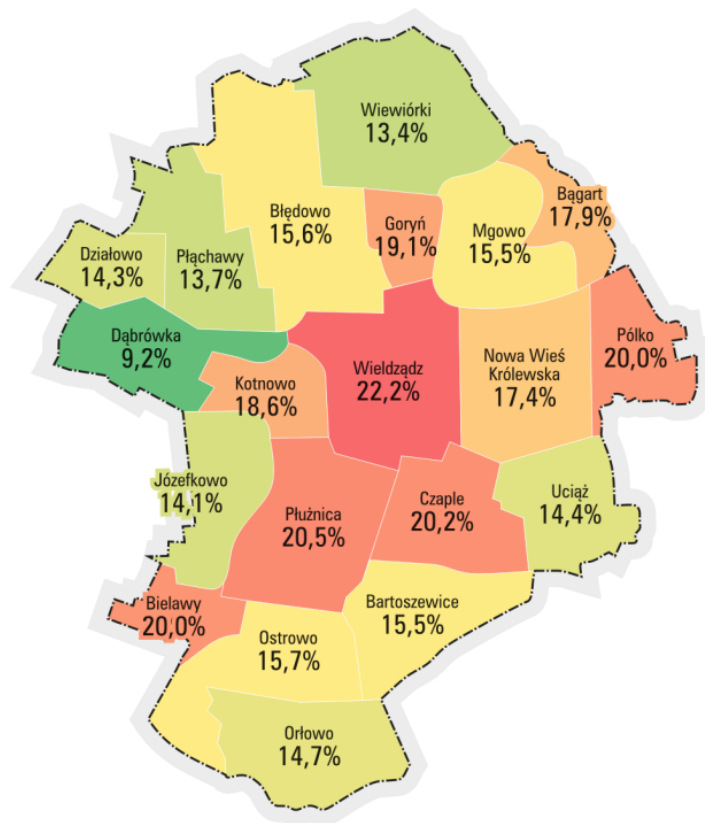 Wiewiórki
13,4%
Bągart
17,9%
Błędowo
15,6%
Goryń
19,1%
Mgowo
15,5%
Działowo
14,3%
Płąchawy
13,7%
Dąbrówka
9,2%
Pólko
20,0%
Nowa Wieś
Królewska
17,4%
Wieldządz
22,2%
Kotnowo
18,6%
Józefkowo
14,1%
Uciąż
14,4%
Czaple
20,2%
Płużnica
20,5%
Bielawy
20,0%
Bartoszewice
15,5%
Ostrowo
15,7%
Orłowo
14,7%